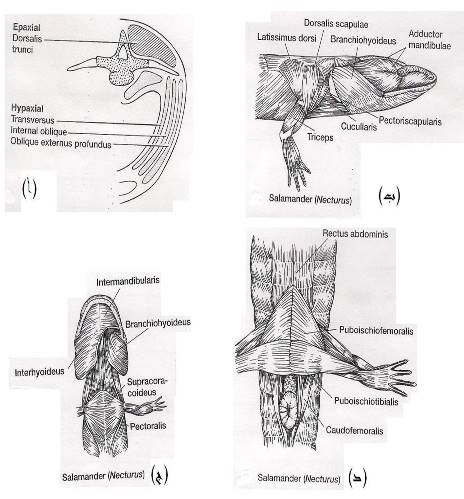 Epaxial
Dorsalis
trunci
Hypaxial
Transversus
Internal oblique
Oblique externus profundus
(أ)
Dorsalis scapulae
Latissimus dorsi
Branchiohyoideus
Adductor
mandibulae
Pectoriscapularis
Cucullaris
Triceps
Salamander (Necturus)
(ب)
Intermandibularis
Branchiohyoideus
Interhyoideus
Supracora-
coideus
Pectoralis
Salamander (Necturus)
(ج)
Rectus abdominis
Puboischiofemoralis
Puboischiotibialis
Caudofemoralis
Salamander (Necturus)
(د)